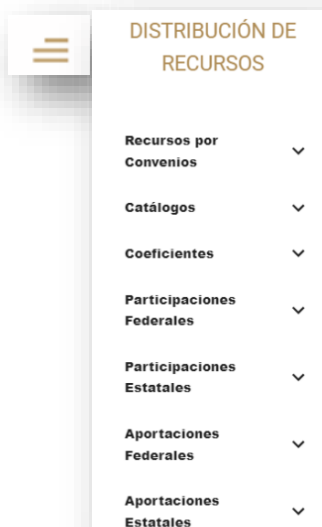 DISTRIBUCIÓN DE
RECURSOS
Recursos por
Convenios
Catálogos
Coeficientes
Participaciones
Federales
Participaciones
Estatales
Aportaciones
Federales
Aportaciones
Estatales